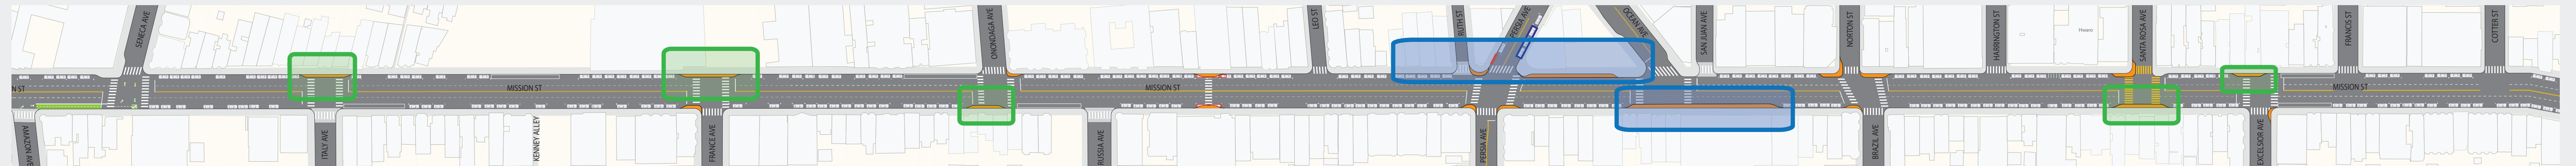 SENECA AVE
ONONDAGA AVE
LEO ST
RUTH ST
PERSIA AVE
OCEAN AVE
SAN JUAN AVE
NORTON ST
HARRINGTON ST
SANTA ROSA AVE
FRANCIS ST
COTTER ST
N ST
MISSION ST
MISSION ST
MISSION ST
AMAZON AVE
ITALY AVE
KENNEY ALLEY
FRANCE AVE
RUSSIA AVE
PERSIA AVE
BRAZIL AVE
EXCELSIOR AVE